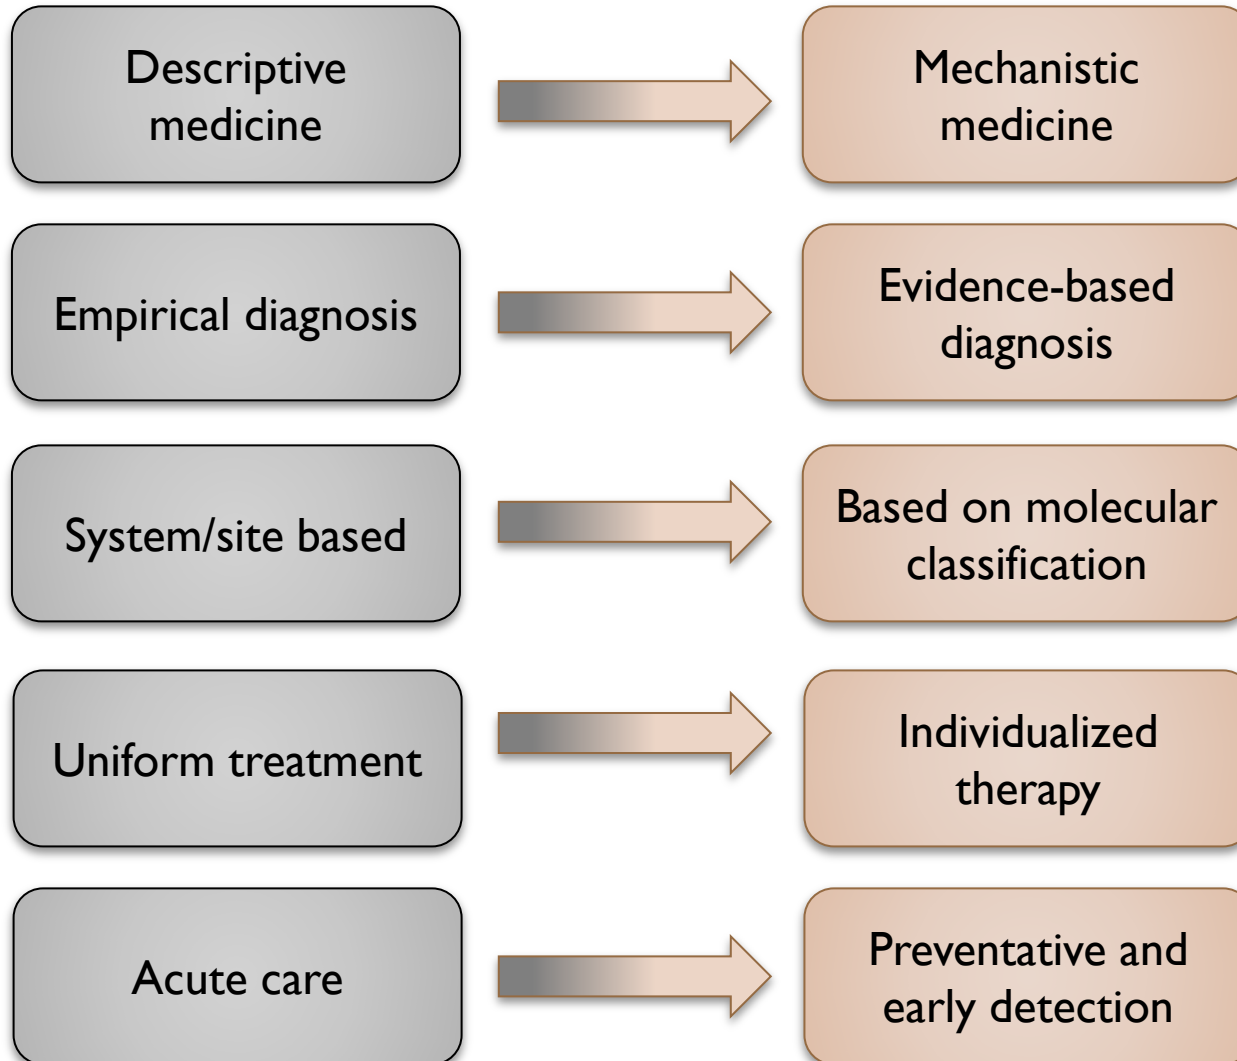 Descriptive
medicine
Mechanistic
medicine
Empirical diagnosis
Evidence-based
diagnosis
System/site based
Based on molecular
classification
Uniform treatment
Individualized
therapy
Acute care
Preventative and
early detection